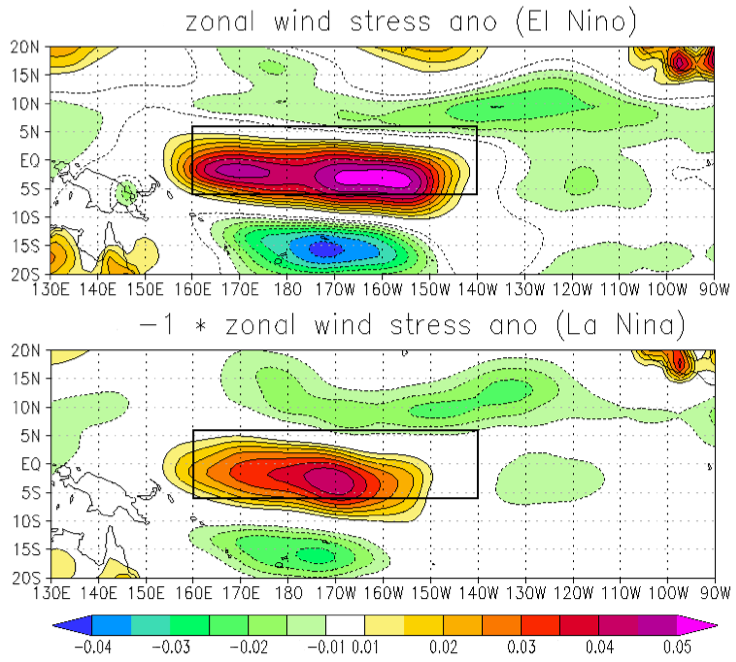 zonal wind stress ano (El Nino)
20N
15N
10N
5N
EQ
5S
10S
15S
20S
130E 140E 150E 160E 170E 180 170W 160W 150W 140W 130W 120W 110W 100W 90W
-1 * zonal wind stress ano (La Nina)
20N
15N
10N
5N
EQ
5S
10S
15S
20S
130E 140E 150E 160E 170E 180 170W 160W 150W 140W 130W 120W 110W 100W 90W
-0.04 -0.03 -0.02 -0.01 0.01 0.02 0.03 0.04 0.05